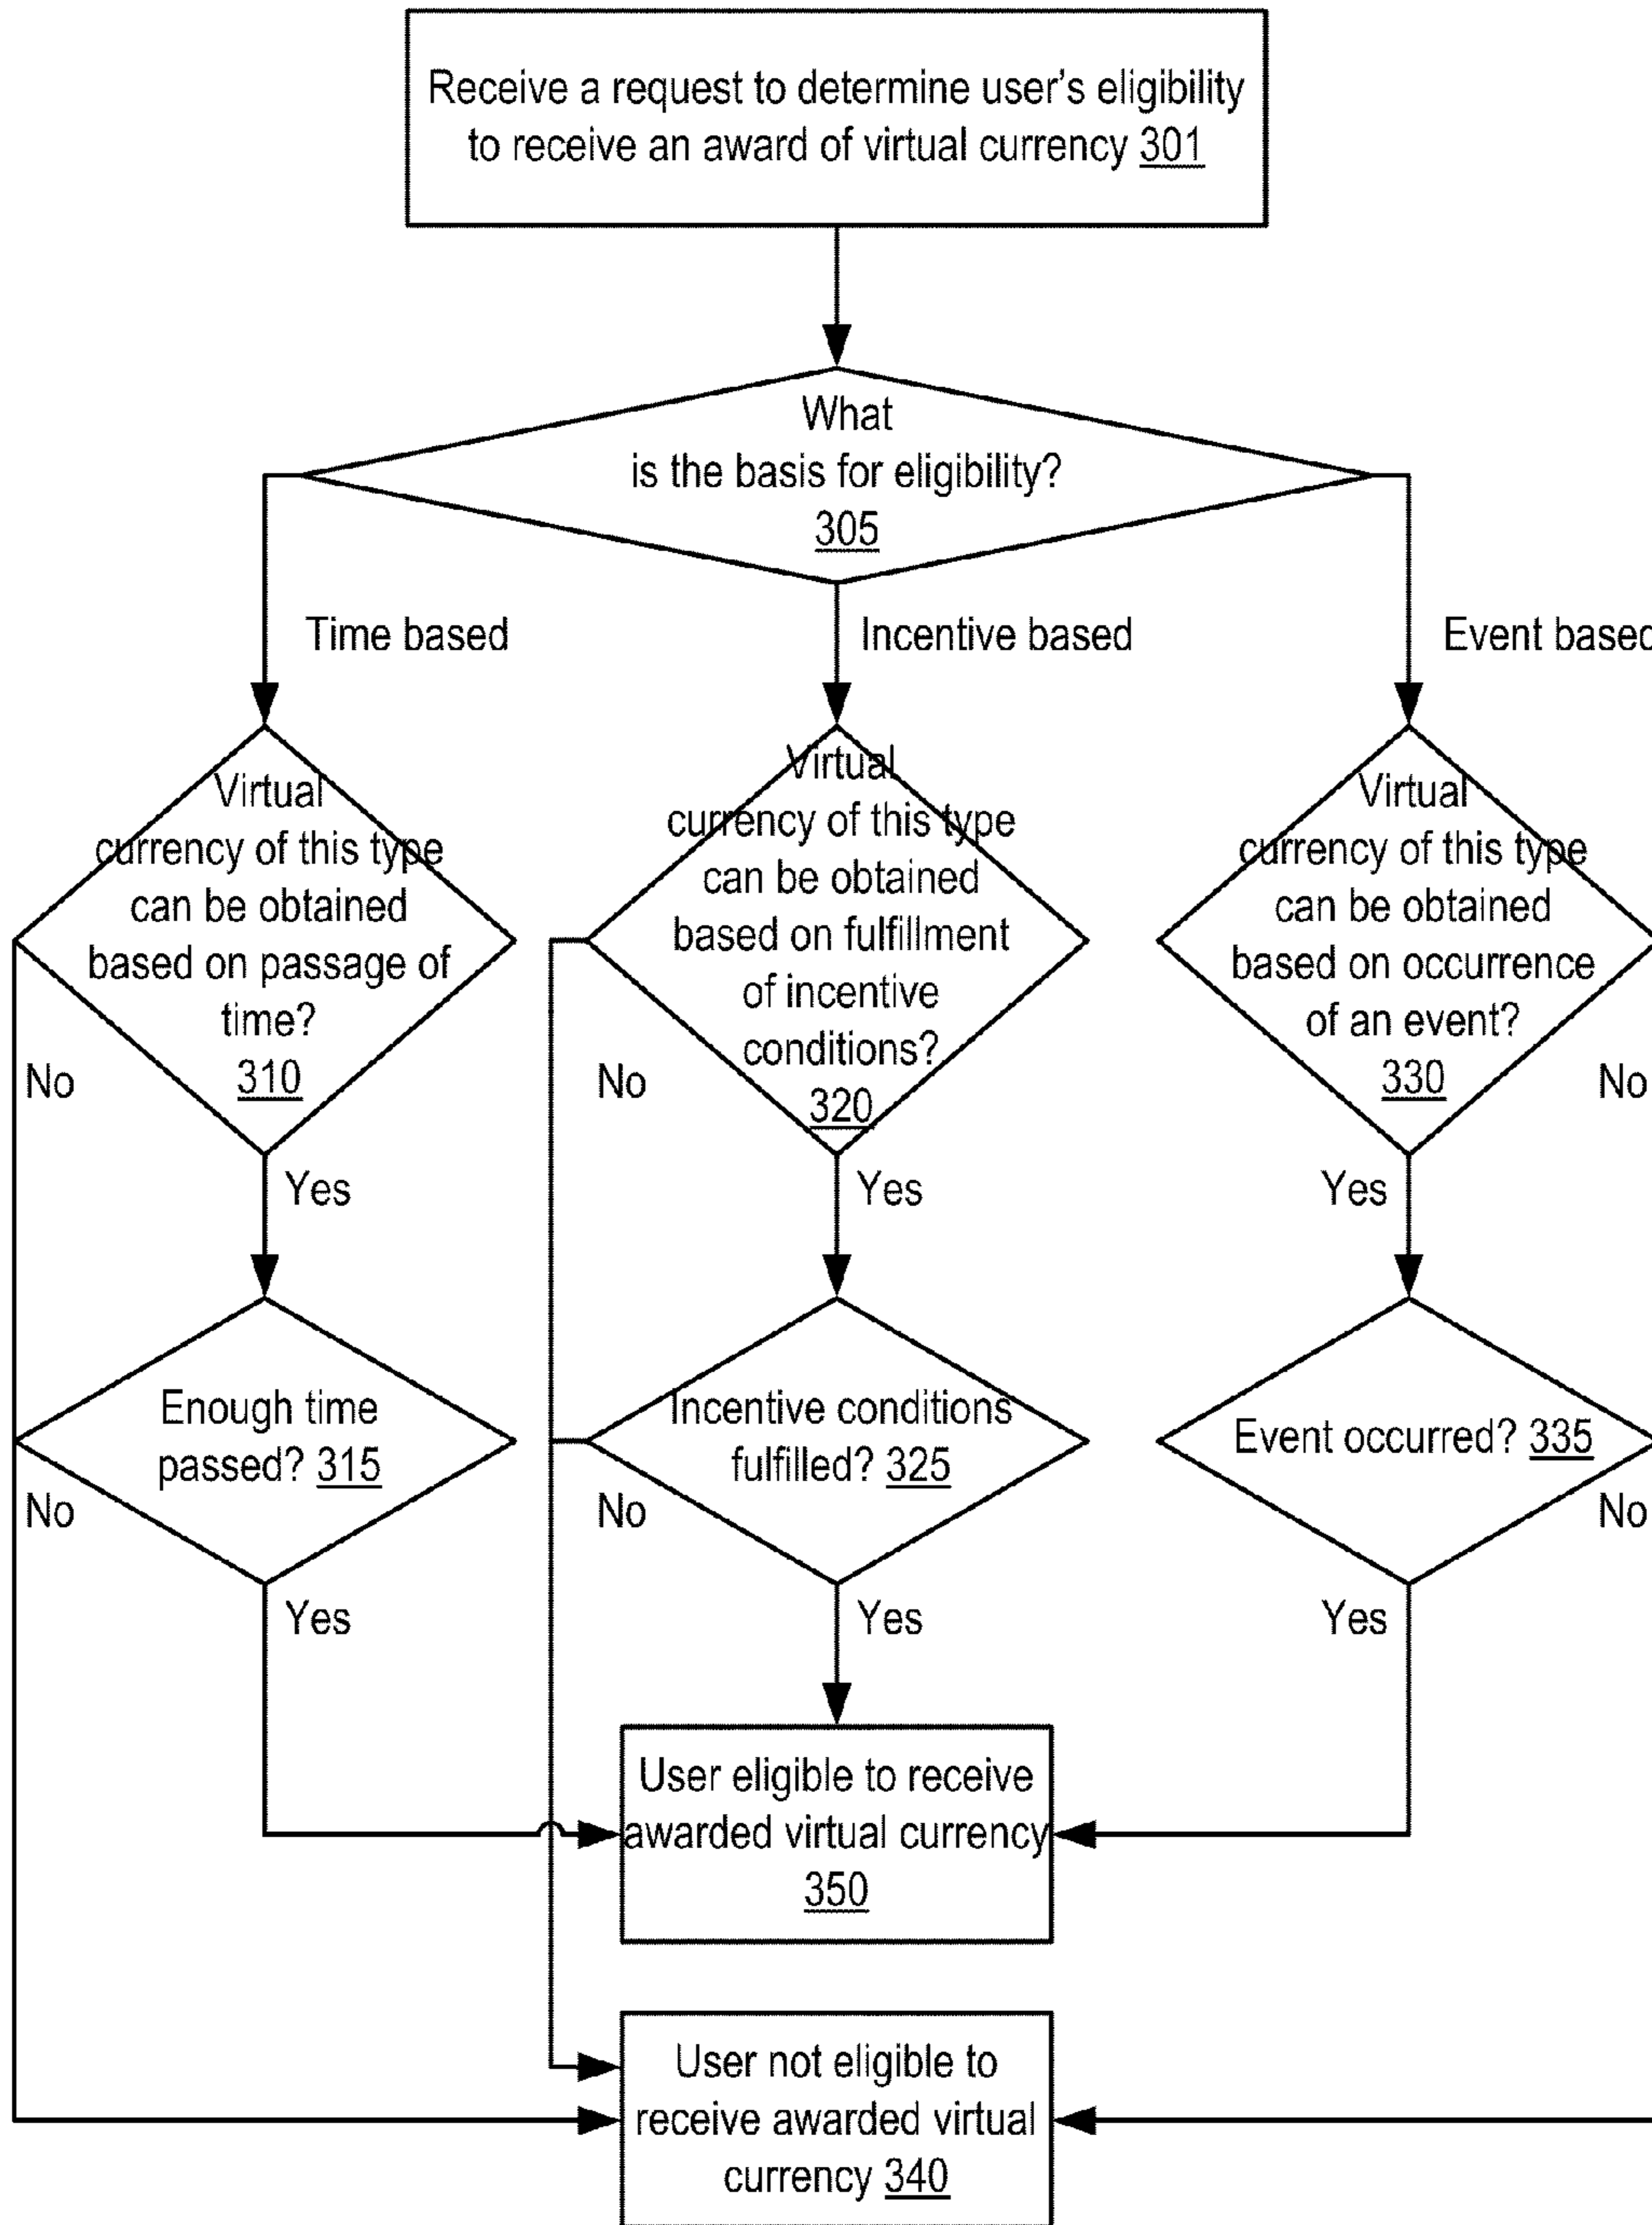 Receive a request to determine user's eligibility
to receive an award of virtual currency 301
What
is the basis for eligibility?
305
Time based
Incentive based
Event based
Virtual
currency of this type
can be obtained
based on passage of
time?
310
No
Yes
Virtual
currency of this type
can be obtained
based on fulfillment
of incentive
conditions?
320
No
Yes
Virtual
currency of this type
can be obtained
based on occurrence
of an event?
330
No
Yes
Enough time
passed? 315
No
Yes
Incentive conditions
fulfilled? 325
No
Yes
Event occurred? 335
No
Yes
User eligible to receive
awarded virtual currency
350
User not eligible to
receive awarded virtual
currency 340